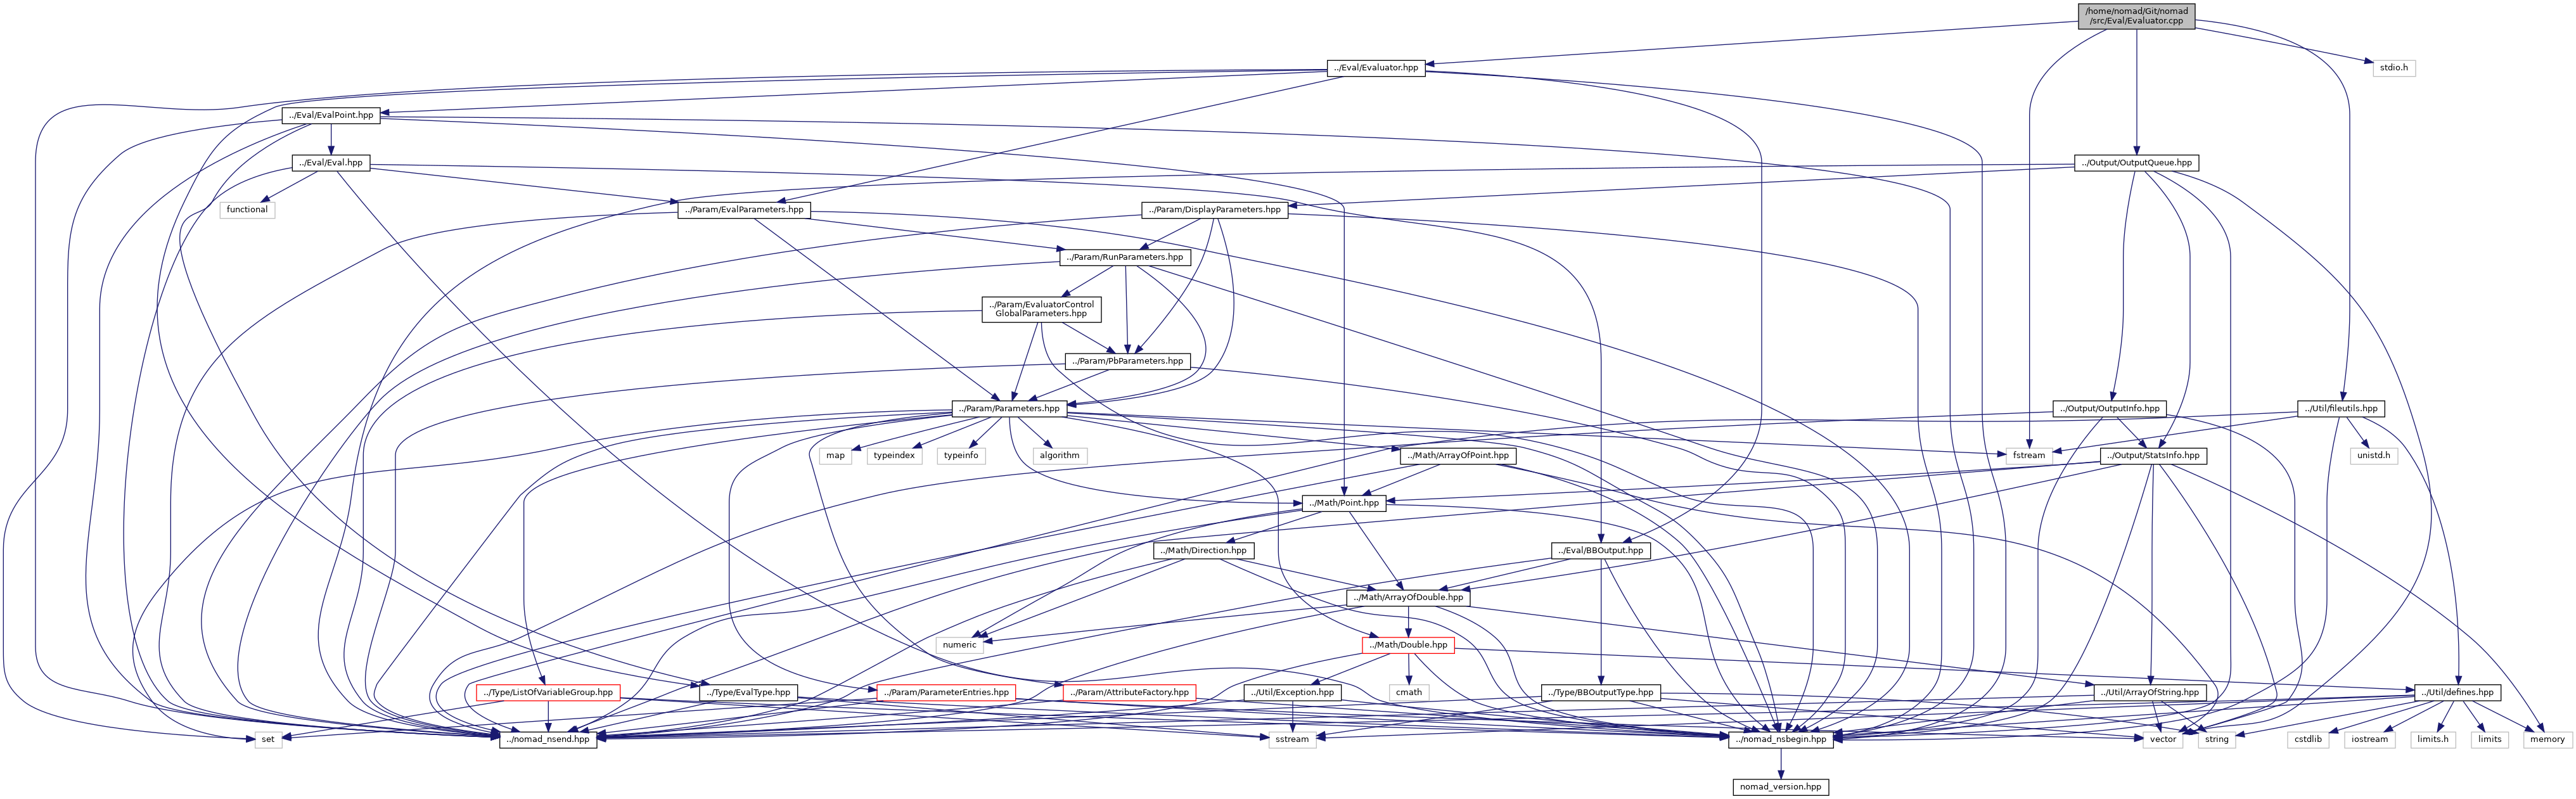 /home/nomad/Git/nomad
/src/Eval/Evaluator.cpp
../Eval/Evaluator.hpp
stdio.h
../Eval/EvalPoint.hpp
../Eval/Eval.hpp
../Output/OutputQueue.hpp
functional
../Param/EvalParameters.hpp
../Param/DisplayParameters.hpp
../Param/RunParameters.hpp
../Param/EvaluatorControl
GlobalParameters.hpp
../Param/PbParameters.hpp
../Param/Parameters.hpp
../Output/OutputInfo.hpp
../Util/fileutils.hpp
map
typeindex
typeinfo
algorithm
../Math/ArrayOfPoint.hpp
fstream
../Output/StatsInfo.hpp
unistd.h
../Math/Point.hpp
../Math/Direction.hpp
../Eval/BBOutput.hpp
../Math/ArrayOfDouble.hpp
numeric
../Math/Double.hpp
../Type/ListOfVariableGroup.hpp
../Type/EvalType.hpp
../Param/ParameterEntries.hpp
../Param/AttributeFactory.hpp
../Util/Exception.hpp
cmath
../Type/BBOutputType.hpp
../Util/ArrayOfString.hpp
../Util/defines.hpp
set
../nomad_nsend.hpp
sstream
../nomad_nsbegin.hpp
vector
string
cstdlib
iostream
limits.h
limits
memory
nomad_version.hpp